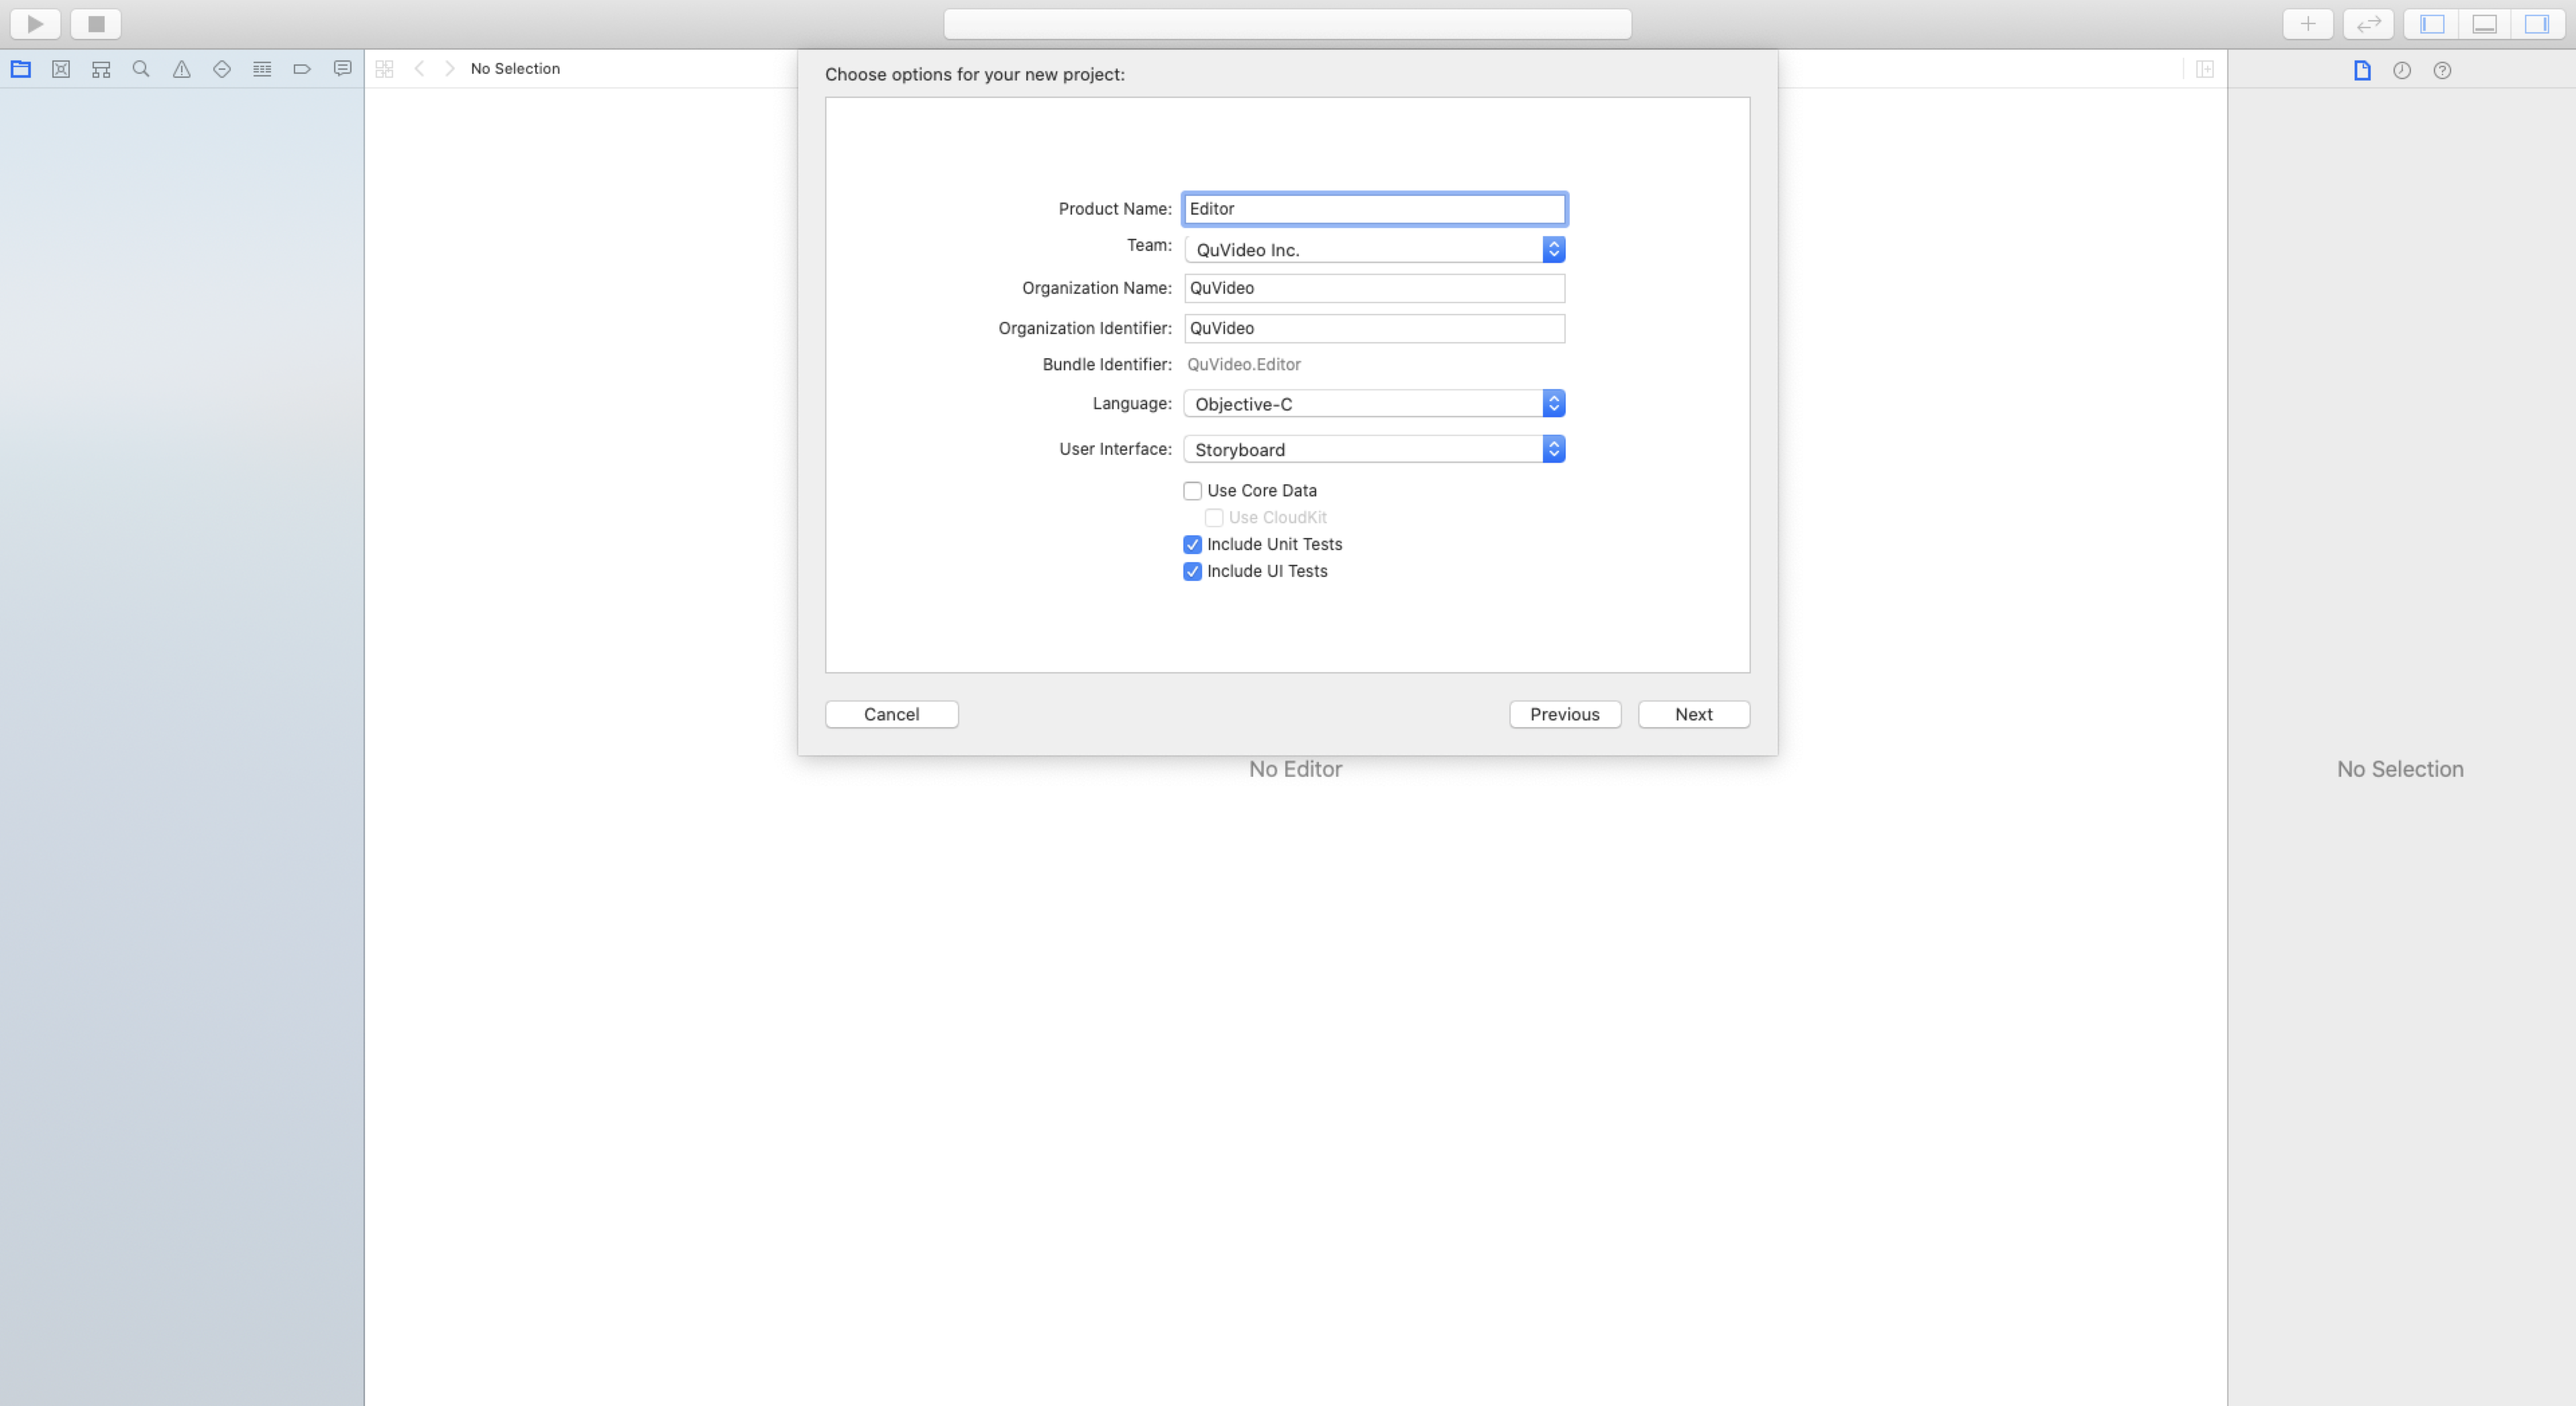 No Selection
Choose options for your new project:
Product Name: Editor
Team: QuVideo Inc.
Organization Name: QuVideo
Organization Identifier: QuVideo
Bundle Identifier: QuVideo.Editor
Language: Objective-C
User Interface: Storyboard
Use Core Data
Use CloudKit
Include Unit Tests
Include UI Tests
Cancel Previous Next
No Editor
No Selection